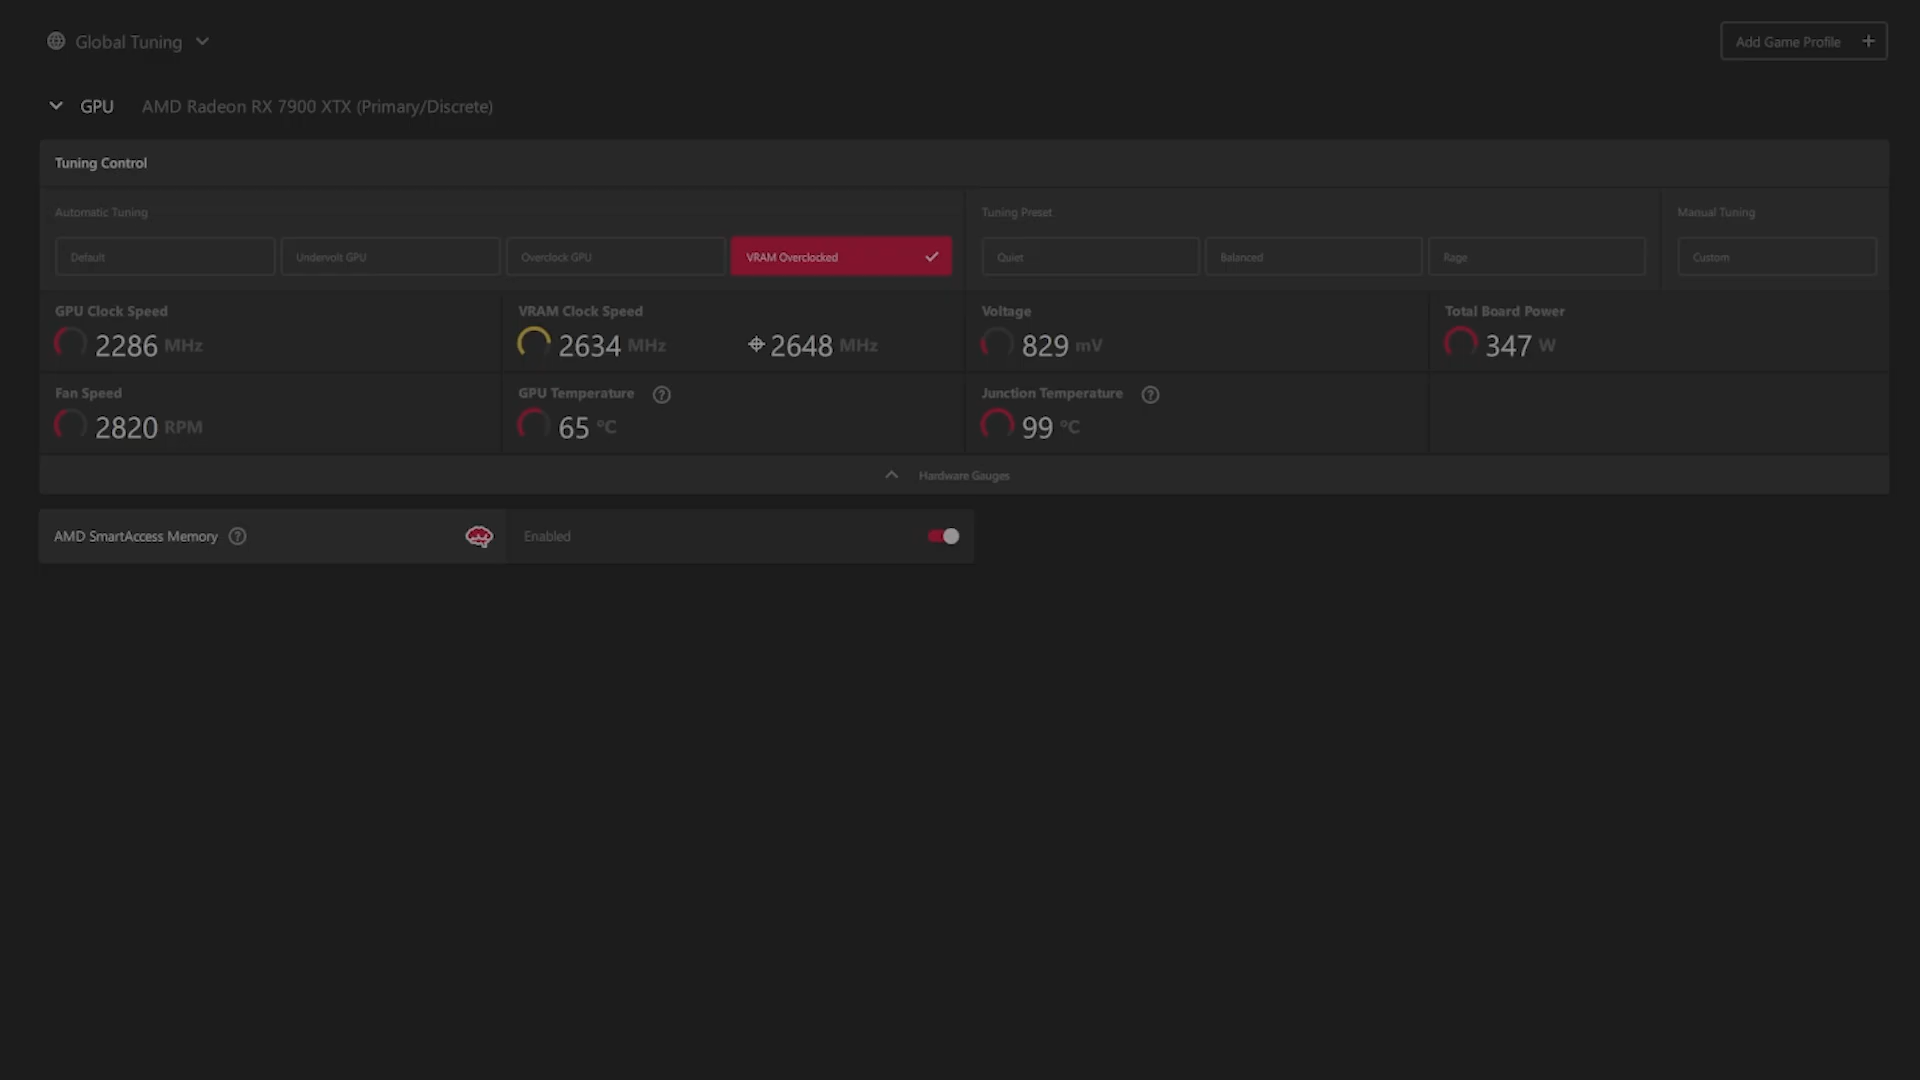 Global Tuning
Add Game Profile
GPU AMD Radeon RX 7900 XTX (Primary/Discrete)
Tuning Control
Automatic Tuning
Tuning Preset
Manual Tuning
Default
Undervolt GPU
Overclock GPU
VRAM Overclocked
Quiet
Balanced
Rage
Custom
GPU Clock Speed
2286 MHz
VRAM Clock Speed
2634 MHz
2648 MHz
Voltage
829 mV
Total Board Power
347 W
Fan Speed
2820 RPM
GPU Temperature ?
65 °C
Junction Temperature ?
99 °C
Hardware Gauges
AMD SmartAccess Memory ?
Enabled